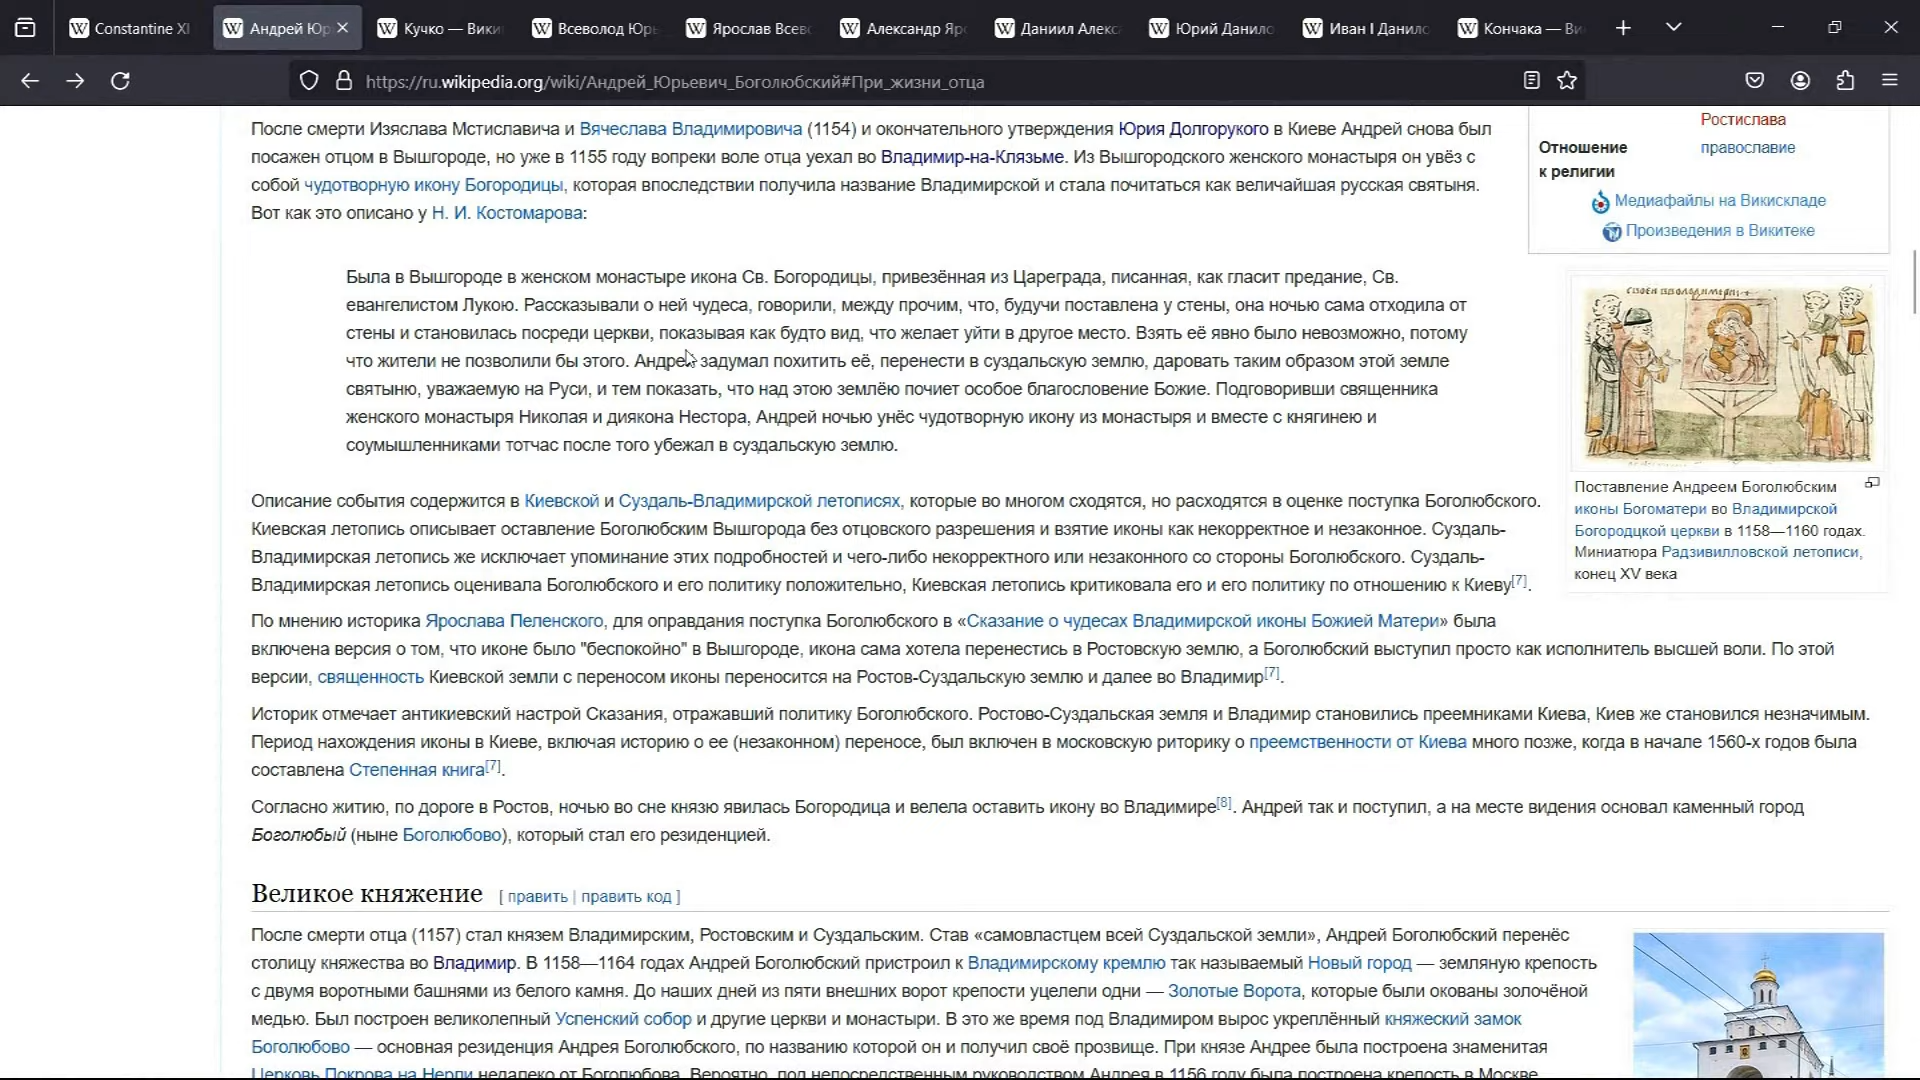 Constantine XI
Андрей Юр
Кучко — Вики
Всеволод Юрь
Ярослав Всев
Александр Яр
Даниил Алекс
Юрий Данило
Иван I Данило
Кончака — Ви
https://ru.wikipedia.org/wiki/Андрей_Юрьевич_Боголюбский#При_жизни_отца
После смерти Изяслава Мстиславича и Вячеслава Владимировича (1154) и окончательного утверждения Юрия Долгорукого в Киеве Андрей снова был
посажен отцом в Вышгороде, но уже в 1155 году вопреки воле отца уехал во Владимир-на-Клязьме. Из Вышгородского женского монастыря он увёз с
собой чудотворную икону Богородицы, которая впоследствии получила название Владимирской и стала почитаться как величайшая русская святыня.
Вот как это описано у Н. И. Костомарова:
Была в Вышгороде в женском монастыре икона Св. Богородицы, привезённая из Цареграда, писанная, как гласит предание, Св.
евангелистом Лукою. Рассказывали о ней чудеса, говорили, между прочим, что, будучи поставлена у стены, она ночью сама отходила от
стены и становилась посреди церкви, показывая как будто вид, что желает уйти в другое место. Взять её явно было невозможно, потому
что жители не позволили бы этого. Андрей задумал похитить её, перенести в суздальскую землю, даровать таким образом этой земле
святыню, уважаемую на Руси, и тем показать, что над этою землёю почиет особое благословение Божие. Подговоривши священника
женского монастыря Николая и диякона Нестора, Андрей ночью унёс чудотворную икону из монастыря и вместе с княгинею и
соумышленниками тотчас после того убежал в суздальскую землю.
Описание события содержится в Киевской и Суздаль-Владимирской летописях, которые во многом сходятся, но расходятся в оценке поступка Боголюбского.
Киевская летопись описывает оставление Боголюбским Вышгорода без отцовского разрешения и взятие иконы как некорректное и незаконное. Суздаль-
Владимирская летопись же исключает упоминание этих подробностей и чего-либо некорректного или незаконного со стороны Боголюбского. Суздаль-
Владимирская летопись оценивала Боголюбского и его политику положительно, Киевская летопись критиковала его и его политику по отношению к Киеву[7].
По мнению историка Ярослава Пеленского, для оправдания поступка Боголюбского в «Сказание о чудесах Владимирской иконы Божией Матери» была
включена версия о том, что иконе было "беспокойно" в Вышгороде, икона сама хотела перенестись в Ростовскую землю, а Боголюбский выступил просто как исполнитель высшей воли. По этой
версии, священность Киевской земли с переносом иконы переносится на Ростов-Суздальскую землю и далее во Владимир[7].
Историк отмечает антикиевский настрой Сказания, отражавший политику Боголюбского. Ростово-Суздальская земля и Владимир становились преемниками Киева, Киев же становился незначимым.
Период нахождения иконы в Киеве, включая историю о ее (незаконном) переносе, был включен в московскую риторику о преемственности от Киева много позже, когда в начале 1560-х годов была
составлена Степенная книга[7].
Согласно житию, по дороге в Ростов, ночью во сне князю явилась Богородица и велела оставить икону во Владимире[8]. Андрей так и поступил, а на месте видения основал каменный город
Боголюбый (ныне Боголюбово), который стал его резиденцией.
Великое княжение [ править | править код ]
После смерти отца (1157) стал князем Владимирским, Ростовским и Суздальским. Став «самовластцем всей Суздальской земли», Андрей Боголюбский перенёс
столицу княжества во Владимир. В 1158—1164 годах Андрей Боголюбский пристроил к Владимирскому кремлю так называемый Новый город — земляную крепость
с двумя воротными башнями из белого камня. До наших дней из пяти внешних ворот крепости уцелели одни — Золотые Ворота, которые были окованы золочёной
медью. Был построен великолепный Успенский собор и другие церкви и монастыри. В это же время под Владимиром вырос укреплённый княжеский замок
Боголюбово — основная резиденция Андрея Боголюбского, по названию которой он и получил своё прозвище. При князе Андрее была построена знаменитая
Церковь Покрова на Нерли недалеко от Боголюбова. Вероятно, под непосредственным руководством Андрея в 1156 году была построена крепость в Москве
Ростислава
Отношение православие
к религии
Медиафайлы на Викискладе
Произведения в Викитеке
Поставление Андреем Боголюбским
иконы Богоматери во Владимирской
Богородцкой церкви в 1158—1160 годах.
Миниатюра Радзивилловской летописи,
конец XV века